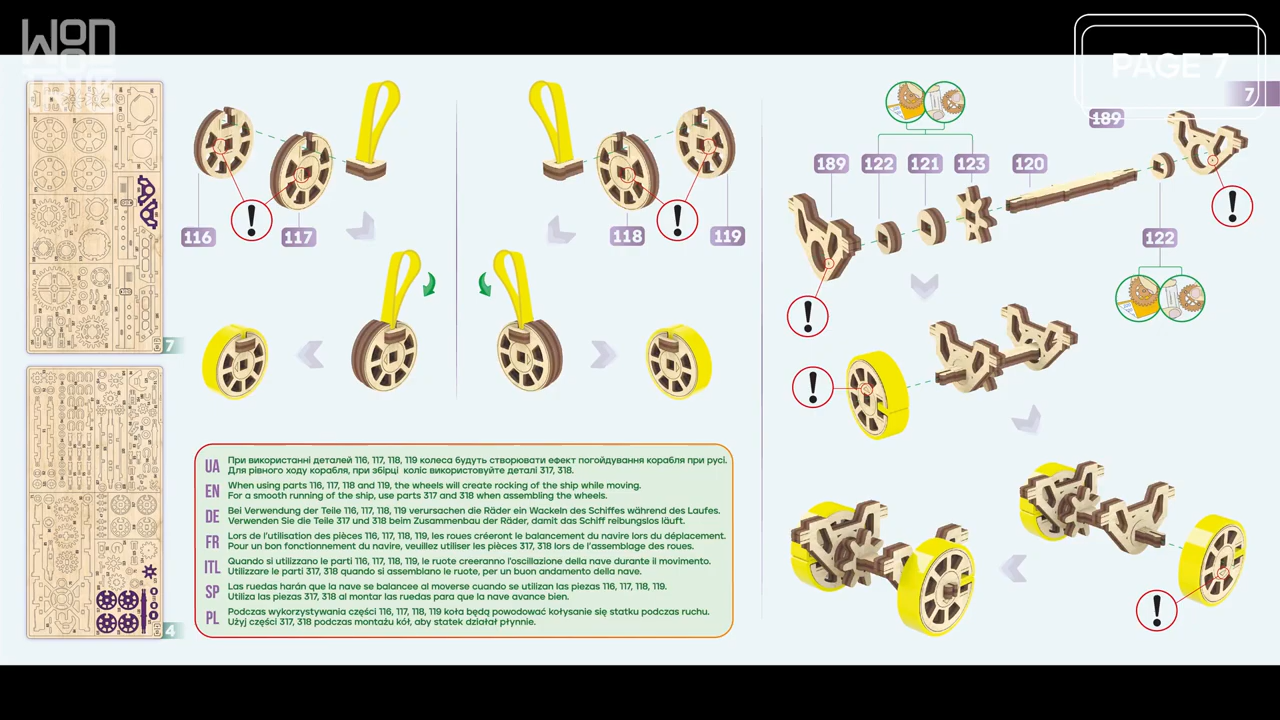 WOODEN
PAGE 7
7
116
!
117
118
!
119
189
122
121
123
120
189
!
!
122
!
!
7
4
UA
При використанні деталей 116, 117, 118, 119 колеса будуть створювати ефект погойдування корабля при русі.
Для рівного ходу корабля, при збірці коліс використовуйте деталі 317, 318.
EN
When using parts 116, 117, 118 and 119, the wheels will create rocking of the ship while moving.
For a smooth running of the ship, use parts 317 and 318 when assembling the wheels.
DE
Bei Verwendung der Teile 116, 117, 118, 119 verursachen die Räder ein Wackeln des Schiffes während des Laufes.
Verwenden Sie die Teile 317 und 318 beim Zusammenbau der Räder, damit das Schiff reibungslos läuft.
FR
Lors de l'utilisation des pièces 116, 117, 118, 119, les roues créeront le balancement du navire lors du déplacement.
Pour un bon fonctionnement du navire, veuillez utiliser les pièces 317, 318 lors de l'assemblage des roues.
ITL
Quando si utilizzano le parti 116, 117, 118, 119, le ruote creeranno l'oscillazione della nave durante il movimento.
Utilizzare le parti 317, 318 quando si assemblano le ruote, per un buon andamento della nave.
SP
Las ruedas harán que la nave se balancee al moverse cuando se utilizan las piezas 116, 117, 118, 119.
Utiliza las piezas 317, 318 al montar las ruedas para que la nave avance bien.
PL
Podczas wykorzystywania części 116, 117, 118, 119 koła będą powodować kołysanie się statku podczas ruchu.
Użyj części 317, 318 podczas montażu kół, aby statek działał płynnie.